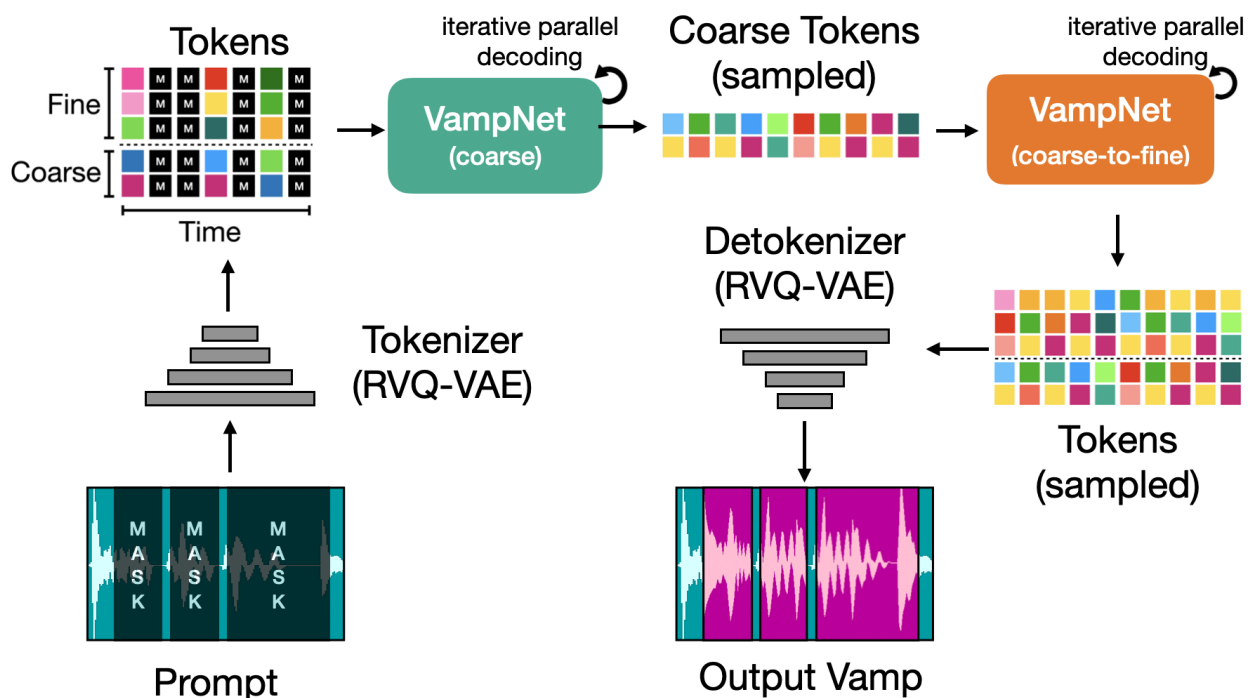 Tokens
Fine
Coarse
M M M M
M M M M
M M M M
M M M M
M M M M
Time
iterative parallel
decoding
VampNet
(coarse)
Coarse Tokens
(sampled)
iterative parallel
decoding
VampNet
(coarse-to-fine)
Tokenizer
(RVQ-VAE)
Detokenizer
(RVQ-VAE)
Tokens
(sampled)
MASK
MASK
MASK
Prompt
Output Vamp